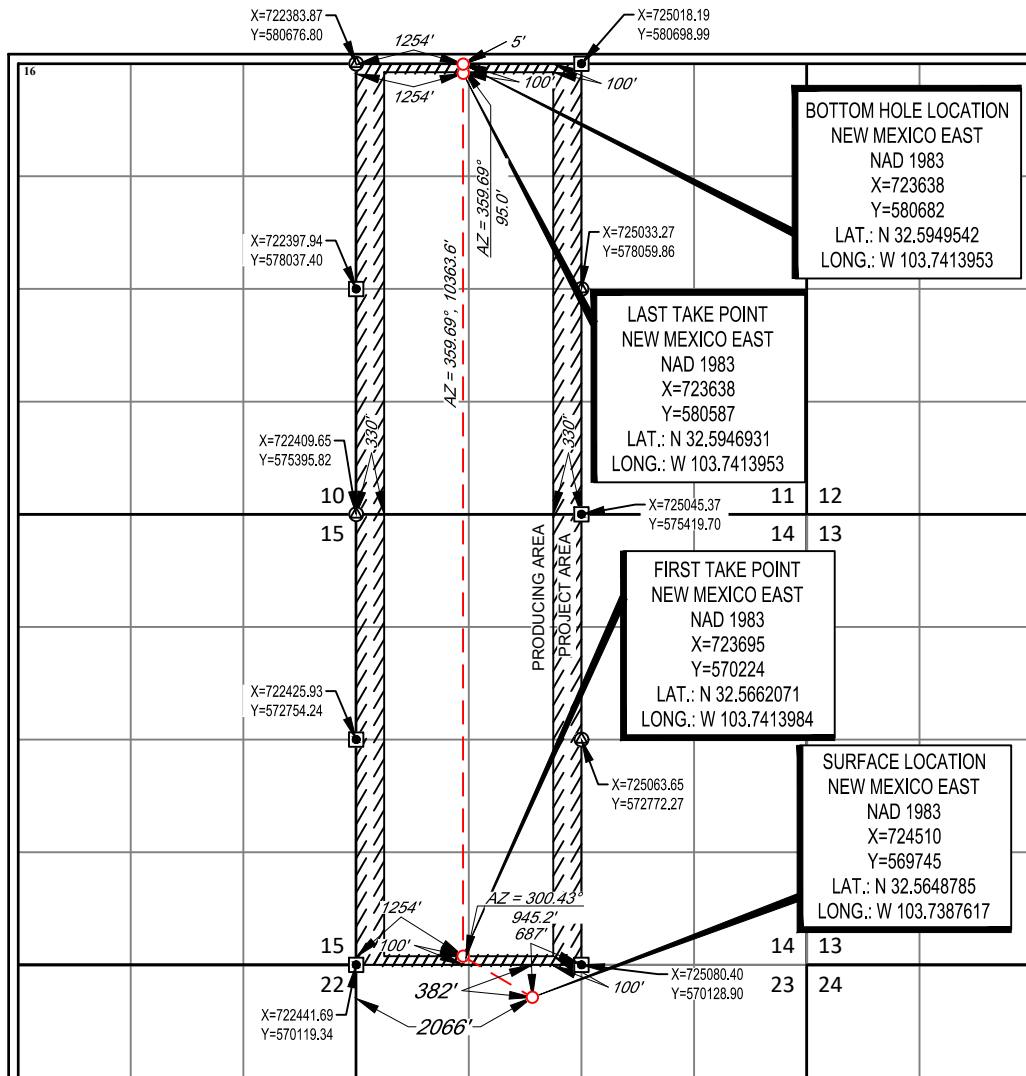 X=722383.87
Y=580676.80
1254'
5'
X=725018.19
Y=580698.99
16
1254'
100'
100'
BOTTOM HOLE LOCATION
NEW MEXICO EAST
NAD 1983
X=723638
Y=580682
LAT.: N 32.5949542
LONG.: W 103.7413953
AZ = 359.69°
95.0'
X=722397.94
Y=578037.40
X=725033.27
Y=578059.86
AZ = 359.69°, 10363.6'
LAST TAKE POINT
NEW MEXICO EAST
NAD 1983
X=723638
Y=580587
LAT.: N 32.5946931
LONG.: W 103.7413953
X=722409.65
Y=575395.82
330'
330'
10
11
12
15
14
13
X=725045.37
Y=575419.70
PRODUCING AREA
PROJECT AREA
FIRST TAKE POINT
NEW MEXICO EAST
NAD 1983
X=723695
Y=570224
LAT.: N 32.5662071
LONG.: W 103.7413984
X=722425.93
Y=572754.24
X=725063.65
Y=572772.27
SURFACE LOCATION
NEW MEXICO EAST
NAD 1983
X=724510
Y=569745
LAT.: N 32.5648785
LONG.: W 103.7387617
1254'
AZ = 300.43°
945.2'
687'
100'
15
14
13
22
23
24
382'
100'
2066'
X=725080.40
Y=570128.90
X=722441.69
Y=570119.34